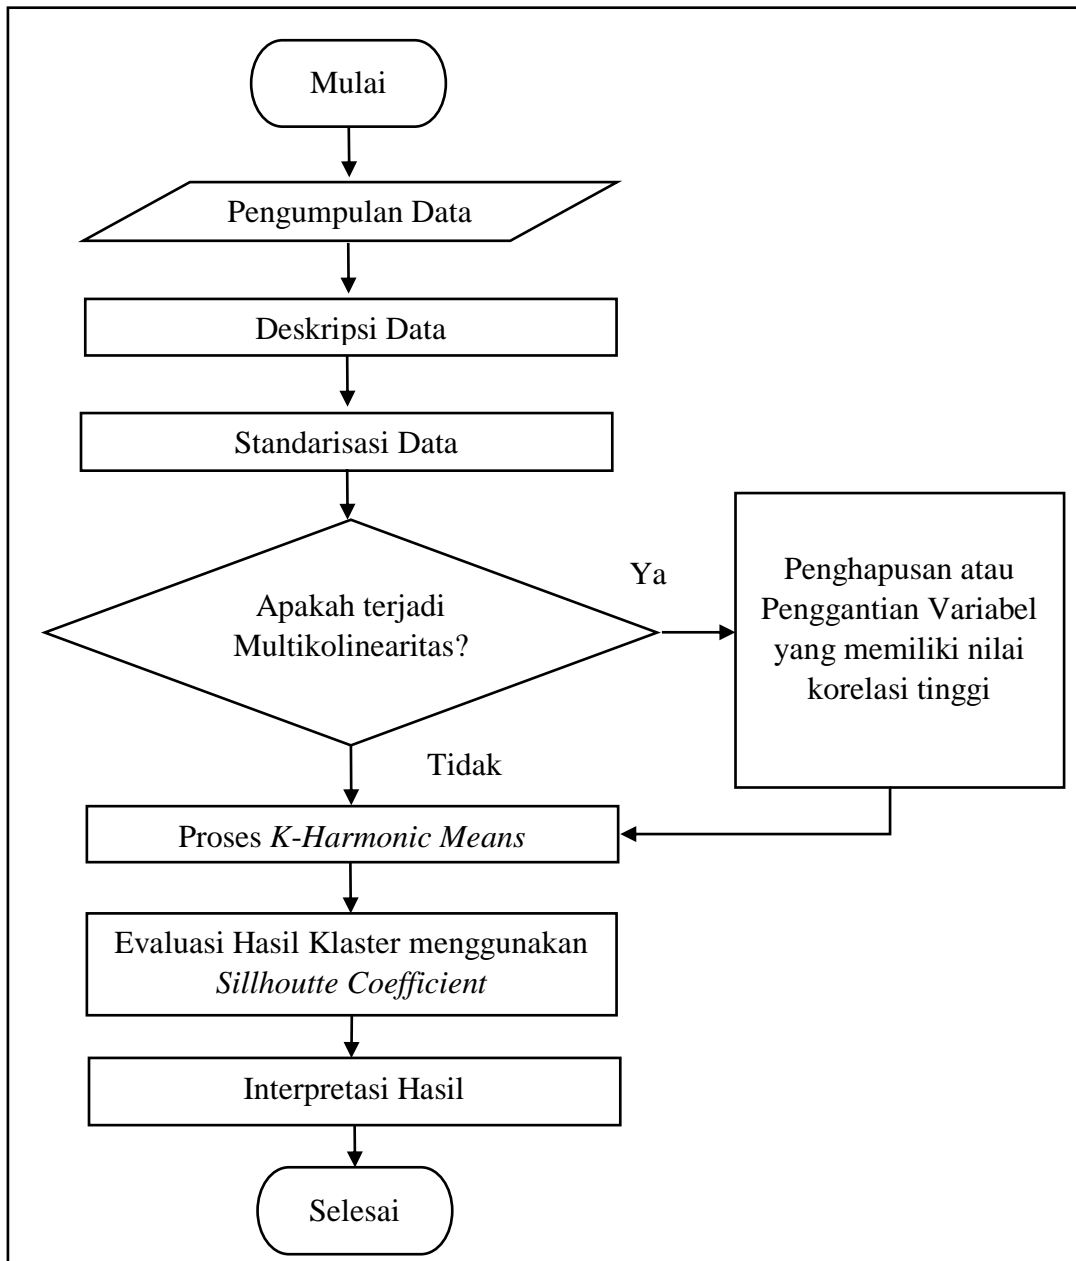 Mulai
Pengumpulan Data
Deskripsi Data
Standarisasi Data
Apakah terjadi
Multikolinearitas?
Ya
Penghapusan atau
Penggantian Variabel
yang memiliki nilai
korelasi tinggi
Tidak
Proses K-Harmonic Means
Evaluasi Hasil Klaster menggunakan
Sillhoutte Coefficient
Interpretasi Hasil
Selesai